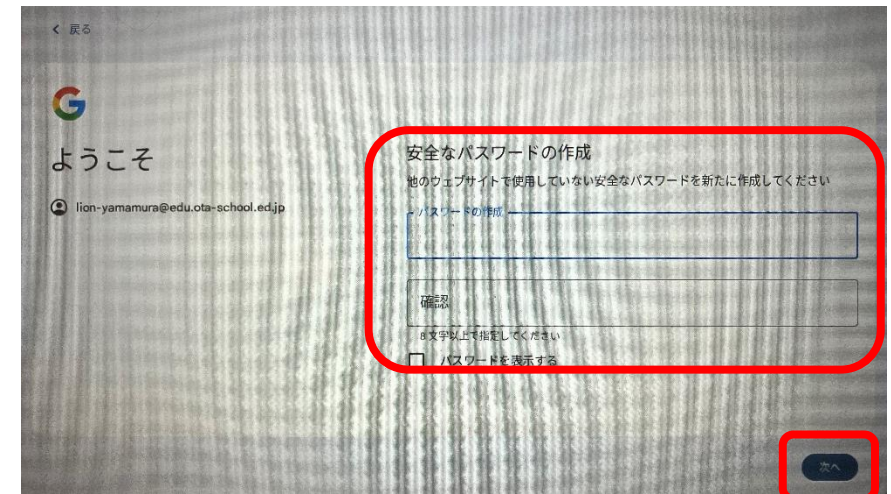 戻る
ようこそ
lion-yamamura@edu.ota-school.ed.jp
安全なパスワードの作成
他のウェブサイトで使用していない安全なパスワードを新たに作成してください
パスワードの作成
確認
8 文字以上で指定してください
パスワードを表示する
次へ